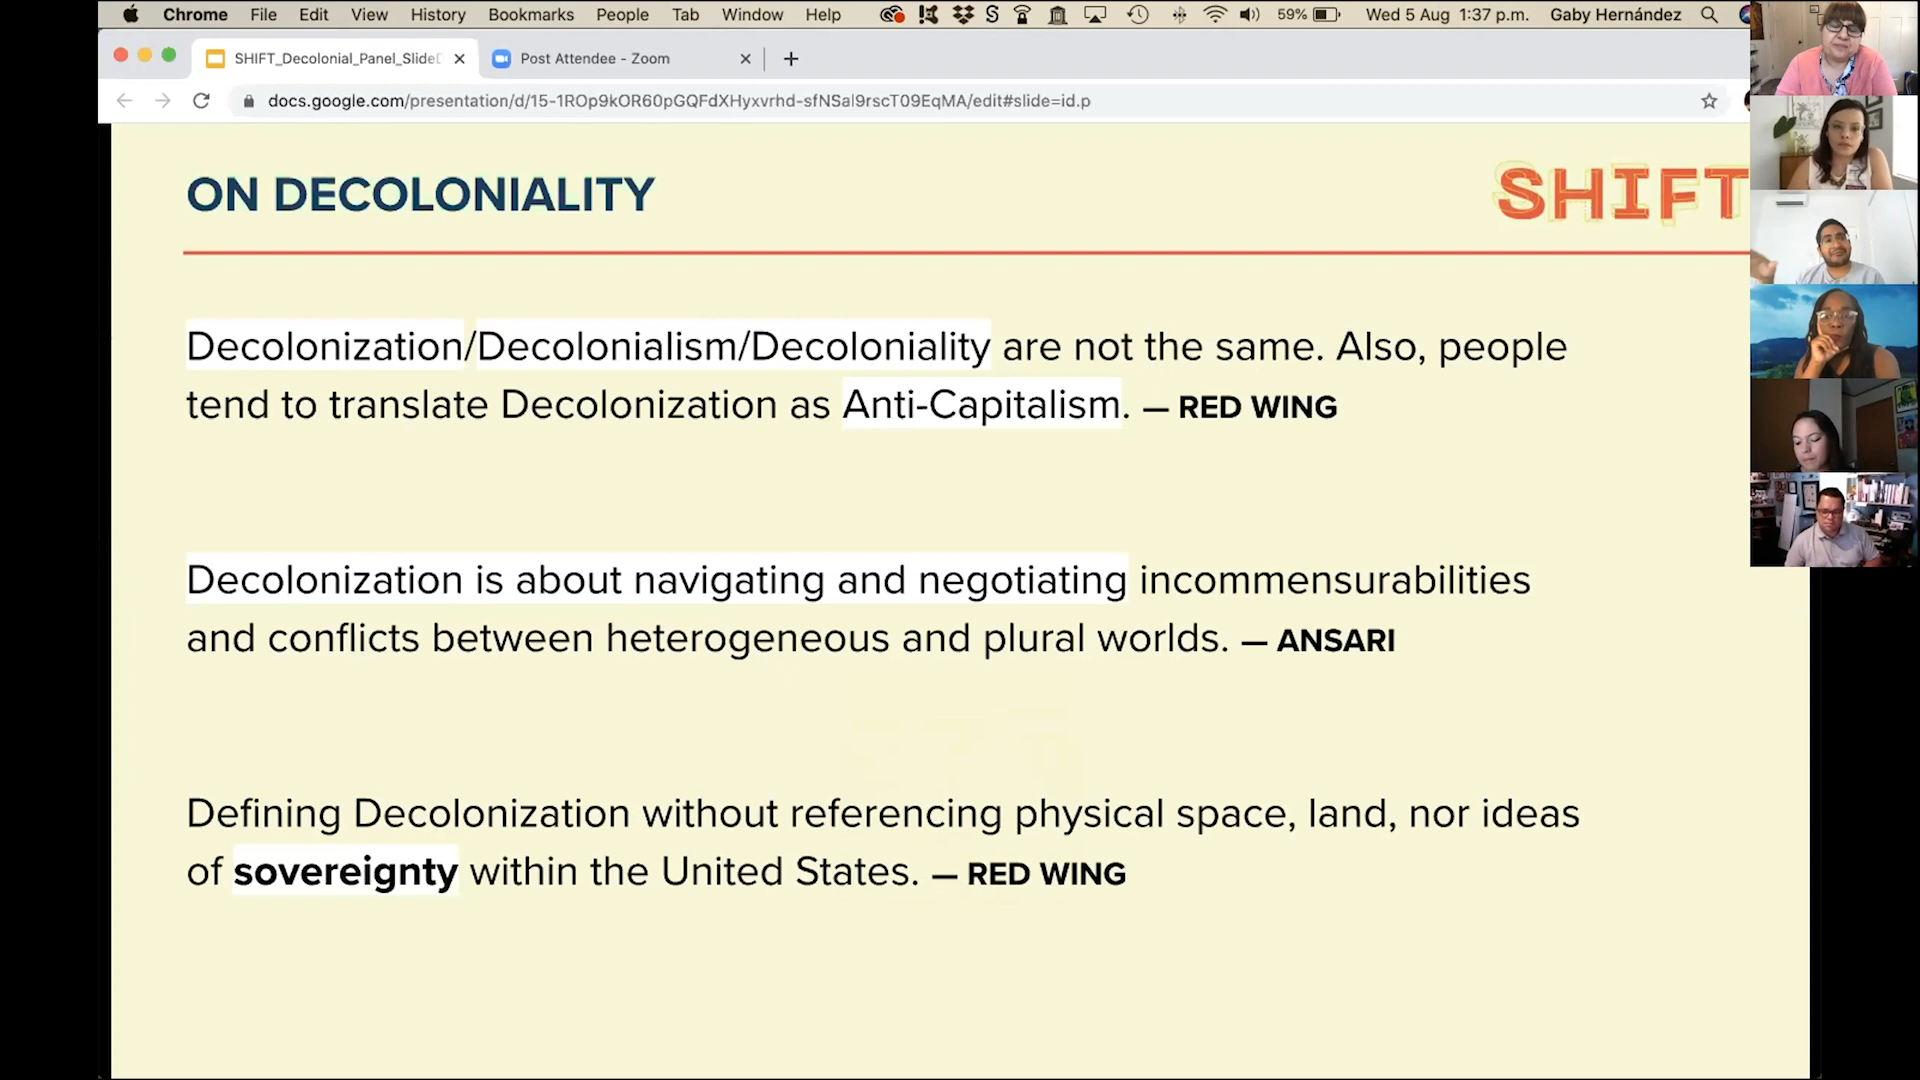 Chrome File Edit View History Bookmarks People Tab Window Help 59% Wed 5 Aug 1:37 p.m. Gaby Hernández
SHIFT_Decolonial_Panel_Slide Post Attendee - Zoom
docs.google.com/presentation/d/15-1ROp9kOR60pGQFdXHyxvrhd-sfNSal9rscT09EqMA/edit#slide=id.p
ON DECOLONIALITY
SHIFT
Decolonization/Decolonialism/Decoloniality are not the same. Also, people
tend to translate Decolonization as Anti-Capitalism. — RED WING
Decolonization is about navigating and negotiating incommensurabilities
and conflicts between heterogeneous and plural worlds. — ANSARI
Defining Decolonization without referencing physical space, land, nor ideas
of sovereignty within the United States. — RED WING